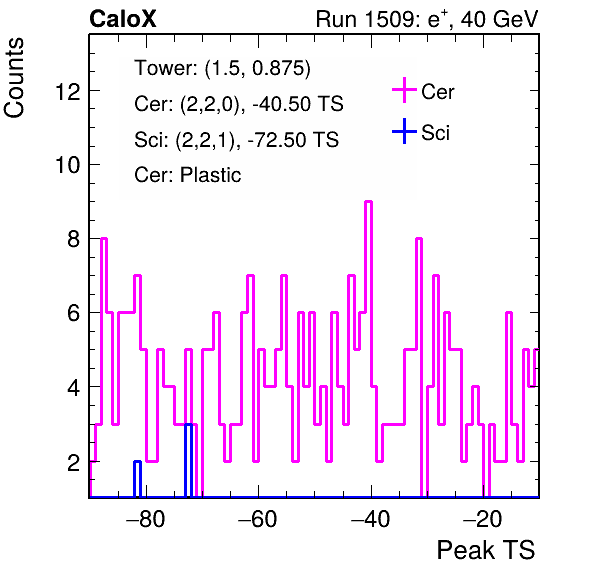 CaloX Run 1509: e+, 40 GeV
Counts
Tower: (1.5, 0.875)
Cer: (2,2,0), -40.50 TS
Sci: (2,2,1), -72.50 TS
Cer: Plastic
Cer
Sci
12
10
8
6
4
2
−80 −60 −40 −20
Peak TS